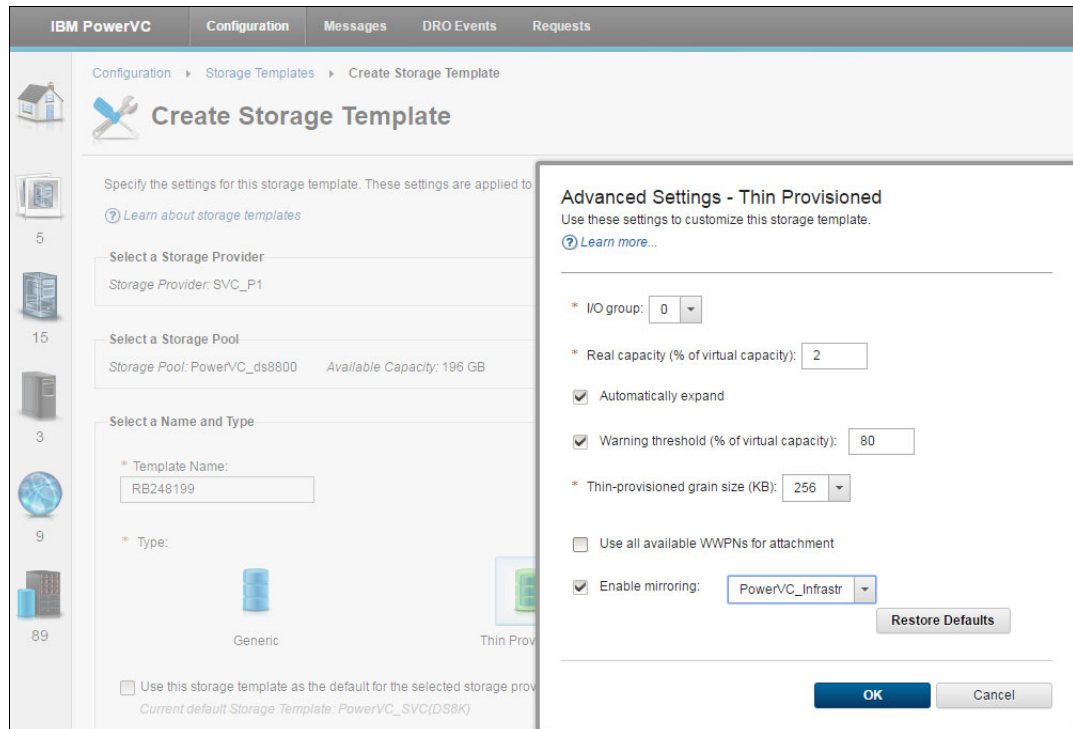 IBM PowerVC Configuration Messages DRO Events Requests
Configuration Storage Templates Create Storage Template
Create Storage Template
Specify the settings for this storage template. These settings are applied to
? Learn about storage templates
Select a Storage Provider
Storage Provider: SVC_P1
Select a Storage Pool
Storage Pool: PowerVC_ds8800 Available Capacity: 196 GB
Select a Name and Type
* Template Name:
RB248199
* Type:
Generic
Thin Prov
Use this storage template as the default for the selected storage prov
Current default Storage Template: PowerVC_SVC(DS8K)
5
15
3
9
89
Advanced Settings - Thin Provisioned
Use these settings to customize this storage template.
? Learn more...
* I/O group: 0
* Real capacity (% of virtual capacity): 2
Automatically expand
Warning threshold (% of virtual capacity): 80
* Thin-provisioned grain size (KB): 256
Use all available WWPNs for attachment
Enable mirroring: PowerVC_Infrastr
Restore Defaults
OK Cancel